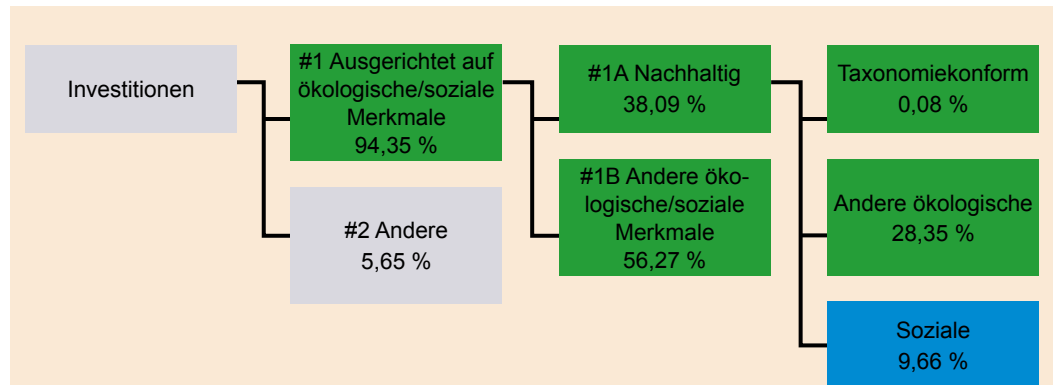 Investitionen
#1 Ausgerichtet auf
ökologische/soziale
Merkmale
94,35 %
#2 Andere
5,65 %
#1A Nachhaltig
38,09 %
#1B Andere öko-
logische/soziale
Merkmale
56,27 %
Taxonomiekonform
0,08 %
Andere ökologische
28,35 %
Soziale
9,66 %